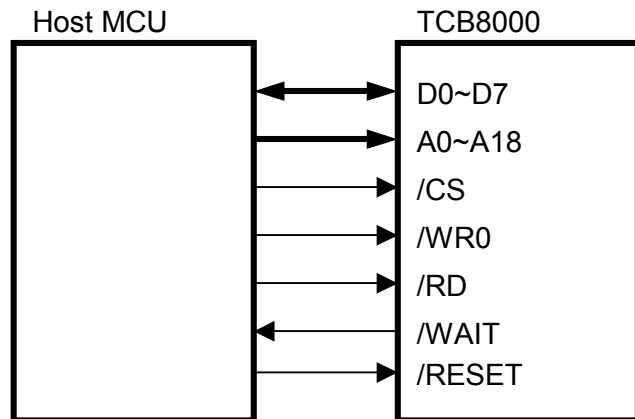 Host MCU
TCB8000
D0~D7
A0~A18
/CS
/WR0
/RD
/WAIT
/RESET